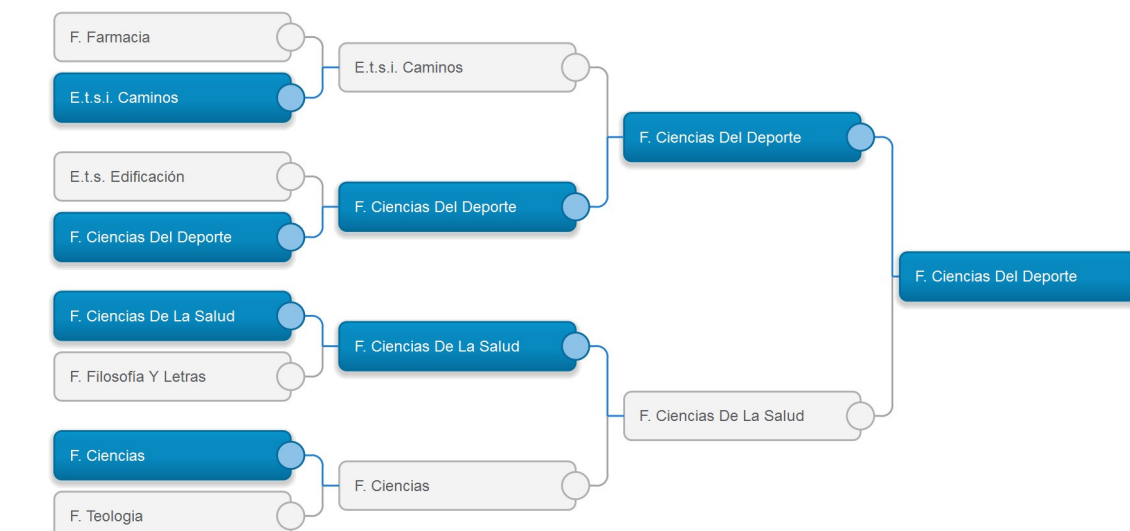 F. Farmacia
E.t.s.i. Caminos
E.t.s. Edificación
F. Ciencias Del Deporte
F. Ciencias De La Salud
F. Filosofia Y Letras
F. Ciencias
F. Teologia
E.t.s.i. Caminos
F. Ciencias Del Deporte
F. Ciencias De La Salud
F. Ciencias
F. Ciencias Del Deporte
F. Ciencias De La Salud
F. Ciencias Del Deporte